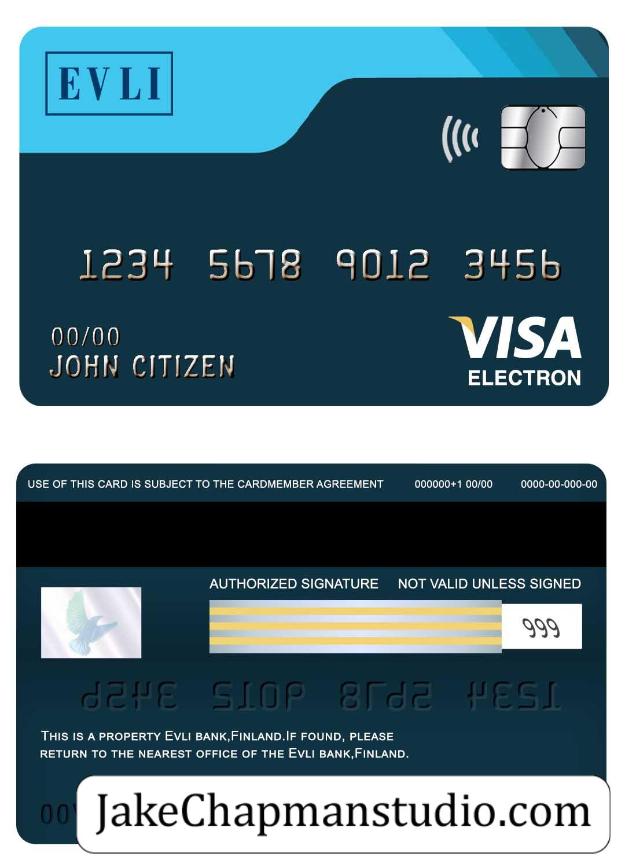 EVLI
1234 5678 9012 3456
00/00
JOHN CITIZEN
VISA
ELECTRON
USE OF THIS CARD IS SUBJECT TO THE CARDMEMBER AGREEMENT 000000+1 00/00 0000-00-000-00
AUTHORIZED SIGNATURE NOT VALID UNLESS SIGNED
999
THIS IS A PROPERTY EVLI BANK,FINLAND.IF FOUND, PLEASE
RETURN TO THE NEAREST OFFICE OF THE EVLI BANK,FINLAND.
JakeChapmanstudio.com